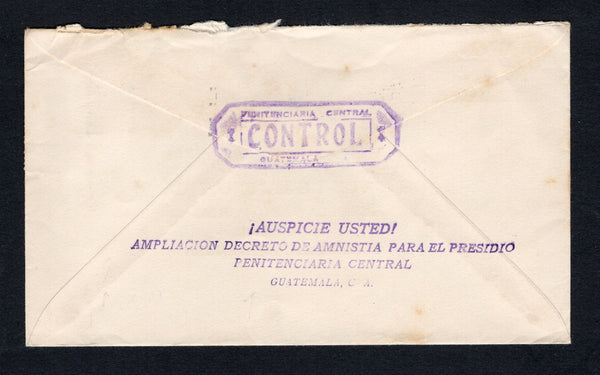 PENITENCIARIA CENTRAL
CONTROL
GUATEMALA
¡AUSPICIE USTED!
AMPLIACION DECRETO DE AMNISTIA PARA EL PRESIDIO
PENITENCIARIA CENTRAL
GUATEMALA, C. A.